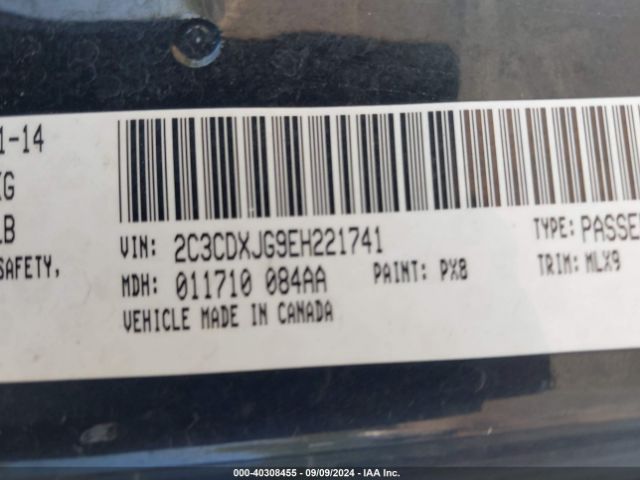 1-14
KG
LB
SAFETY,
VIN: 2C3CDXJG9EH221741
TYPE: PASSE
MDH: 011710 084AA
PAINT: PX8
TRIM: MLX9
VEHICLE MADE IN CANADA
000-40308455 - 09/09/2024 - IAA Inc.